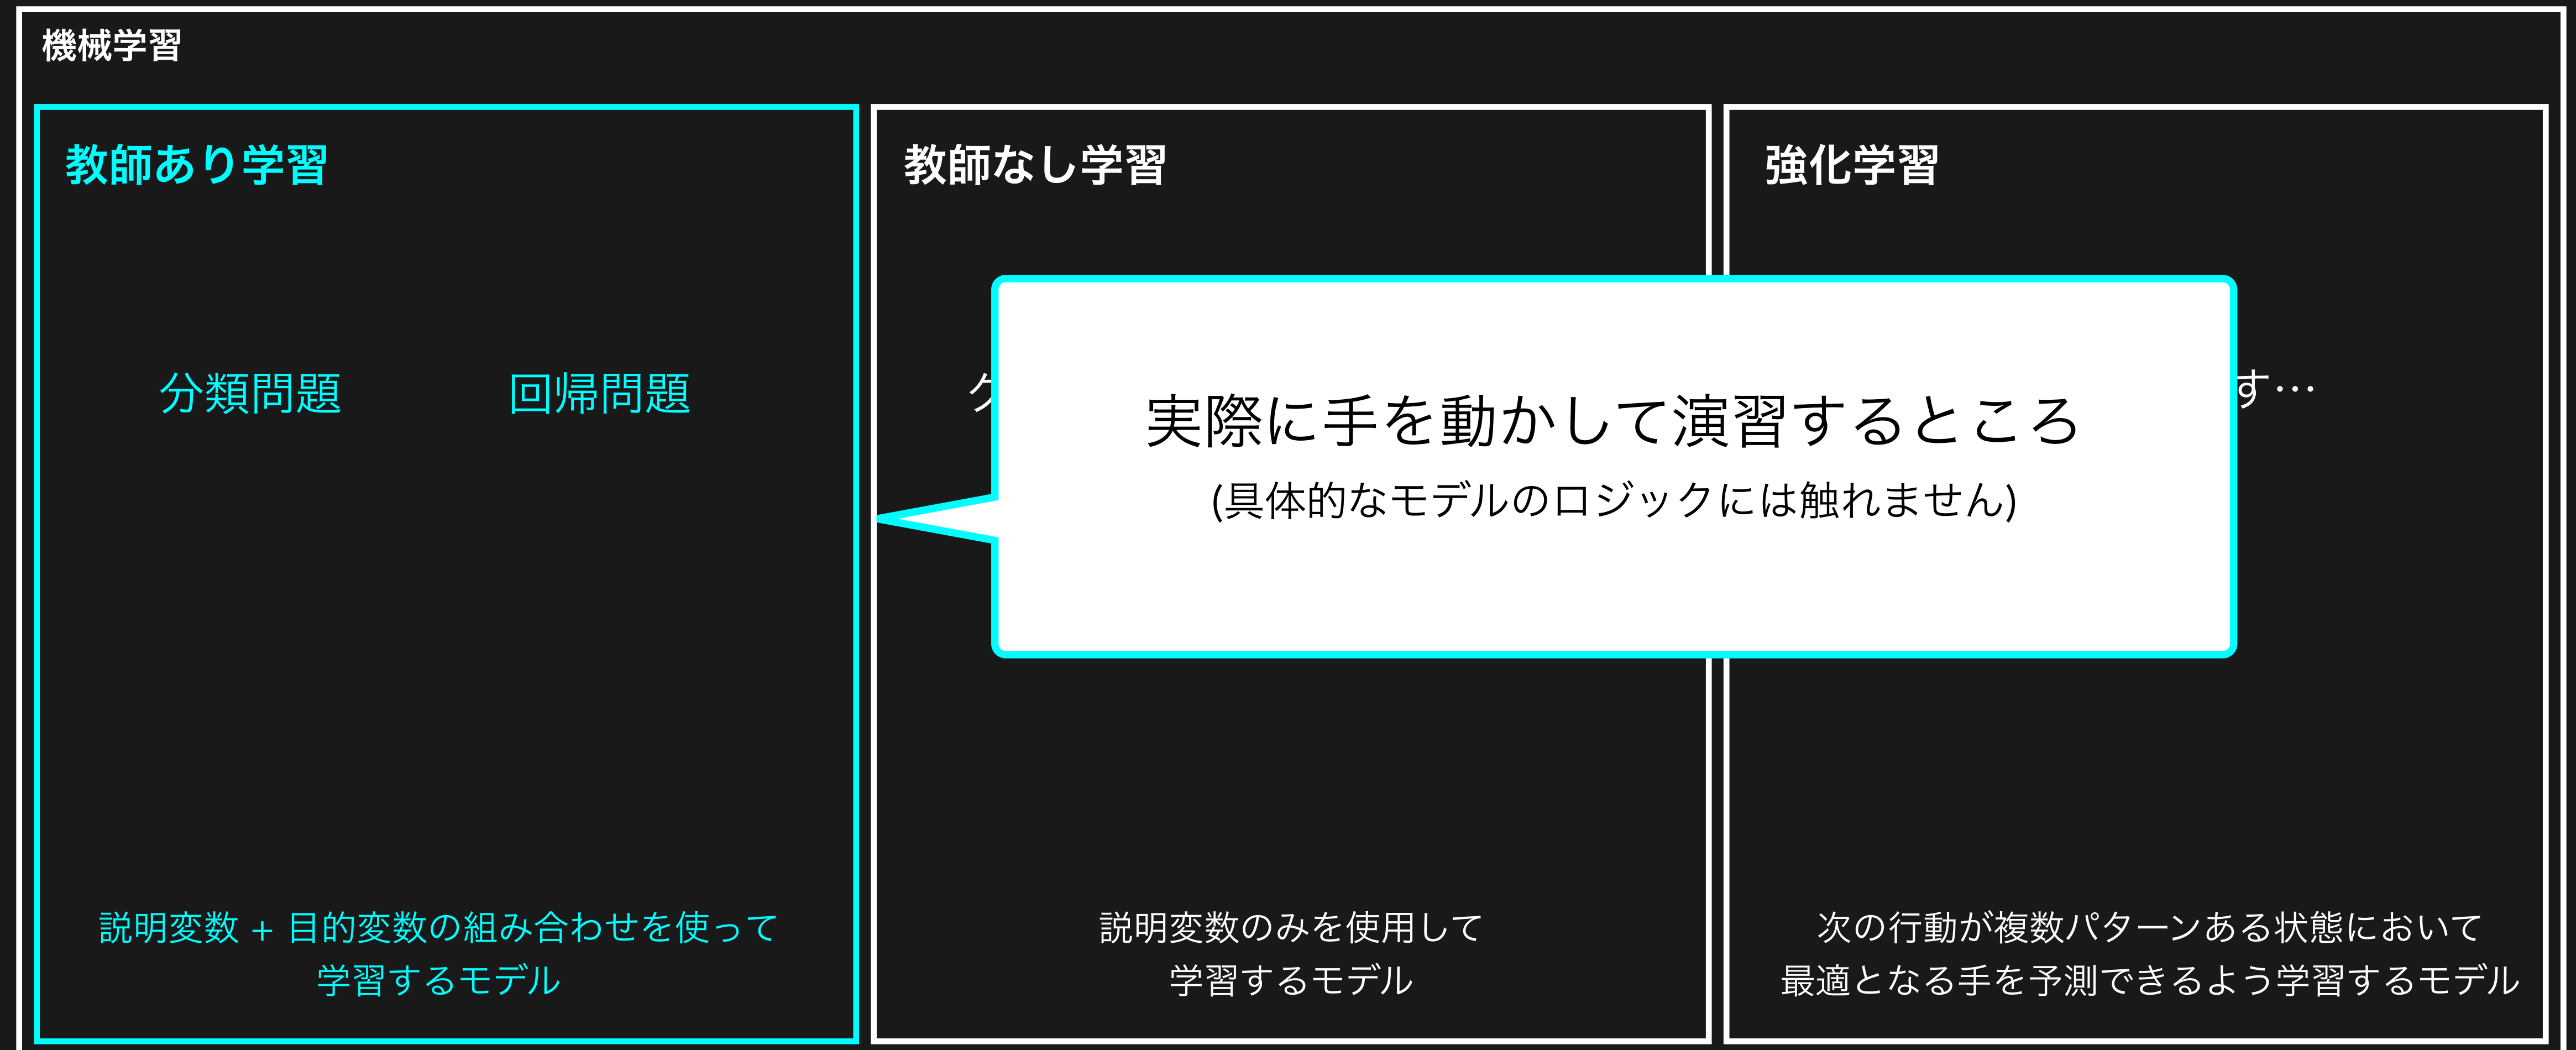 機械学習
教師あり学習
分類問題
回帰問題
説明変数 + 目的変数の組み合わせを使って
学習するモデル
教師なし学習
説明変数のみを使用して
学習するモデル
強化学習
す…
次の行動が複数パターンある状態において
最適となる手を予測できるよう学習するモデル
実際に手を動かして演習するところ
(具体的なモデルのロジックには触れません)